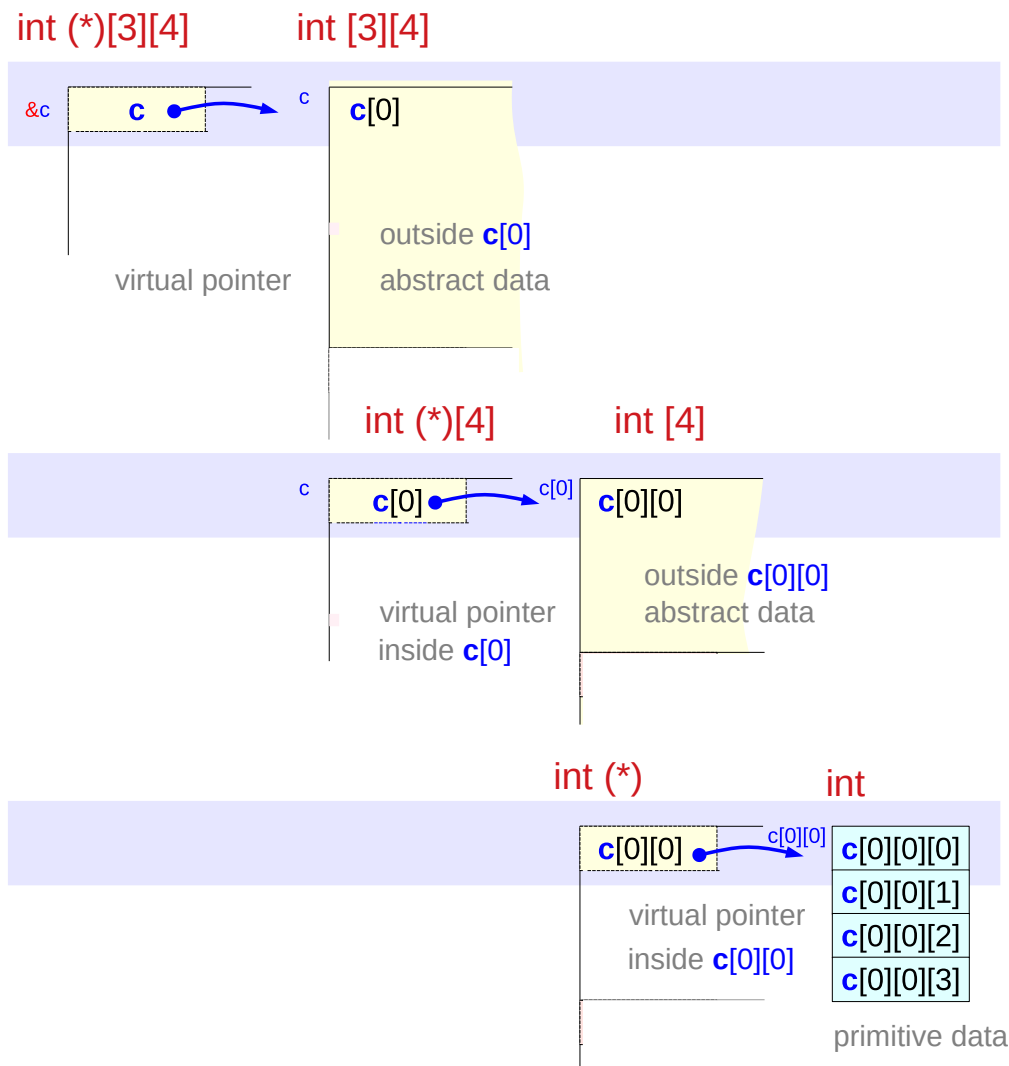 int (*)[3][4] int [3][4]
&c c c c[0]
outside c[0]
virtual pointer abstract data
int (*)[4] int [4]
c c[0] c[0] c[0][0]
outside c[0][0]
virtual pointer abstract data
inside c[0]
int (*) int
c[0][0] c[0][0] c[0][0][0]
c[0][0][1]
virtual pointer
c[0][0][2]
inside c[0][0]
c[0][0][3]
primitive data